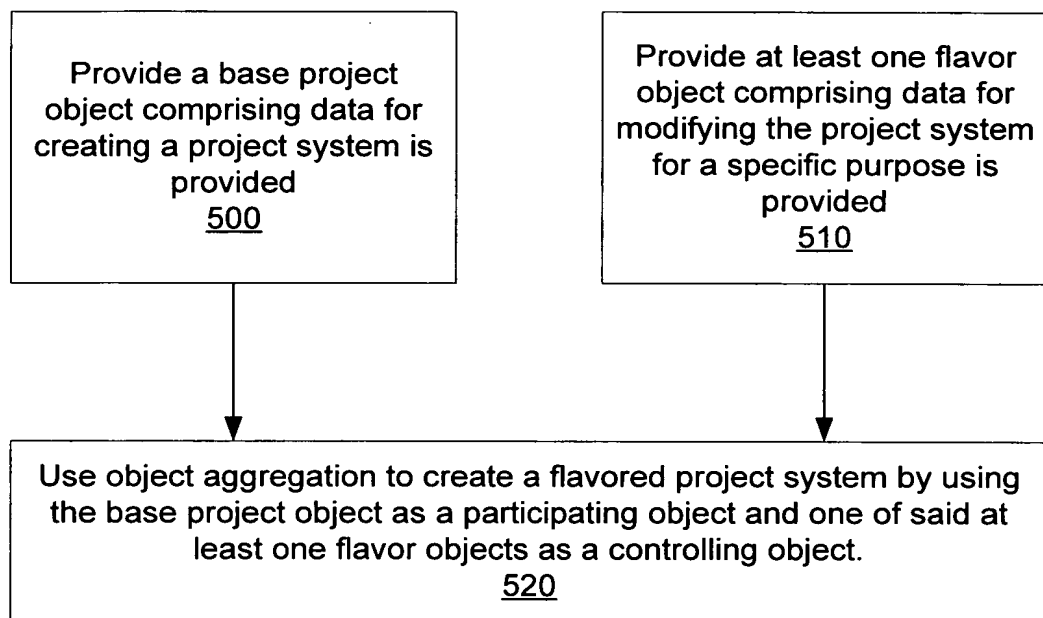 Provide a base project
object comprising data for
creating a project system is
provided
500
Provide at least one flavor
object comprising data for
modifying the project system
for a specific purpose is
provided
510
Use object aggregation to create a flavored project system by using
the base project object as a participating object and one of said at
least one flavor objects as a controlling object.
520